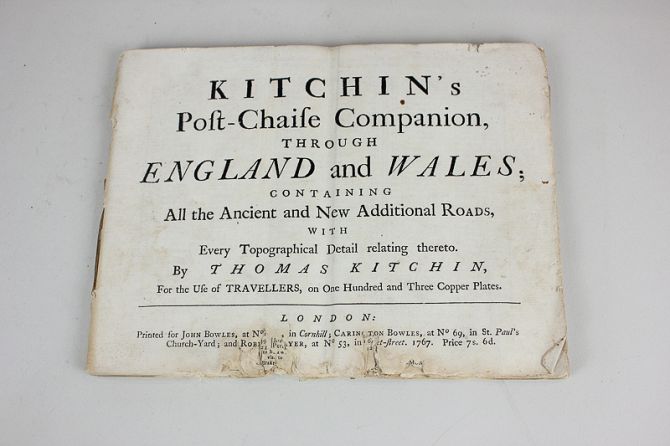 KITCHIN's
Poſt-Chaiſe Companion,
THROUGH
ENGLAND and WALES;
CONTAINING
All the Ancient and New Additional ROADS,
WITH
Every Topographical Detail relating thereto.
By THOMAS KITCHIN,
For the Uſe of TRAVELLERS, on One Hundred and Three Copper Plates.
LONDON:
Printed for JOHN BOWLES, at Nº in Cornhill; CARINGTON BOWLES, at Nº 69, in St. Paul's
Church-Yard; and at Nº 53, in 1767. Price 7s. 6d.